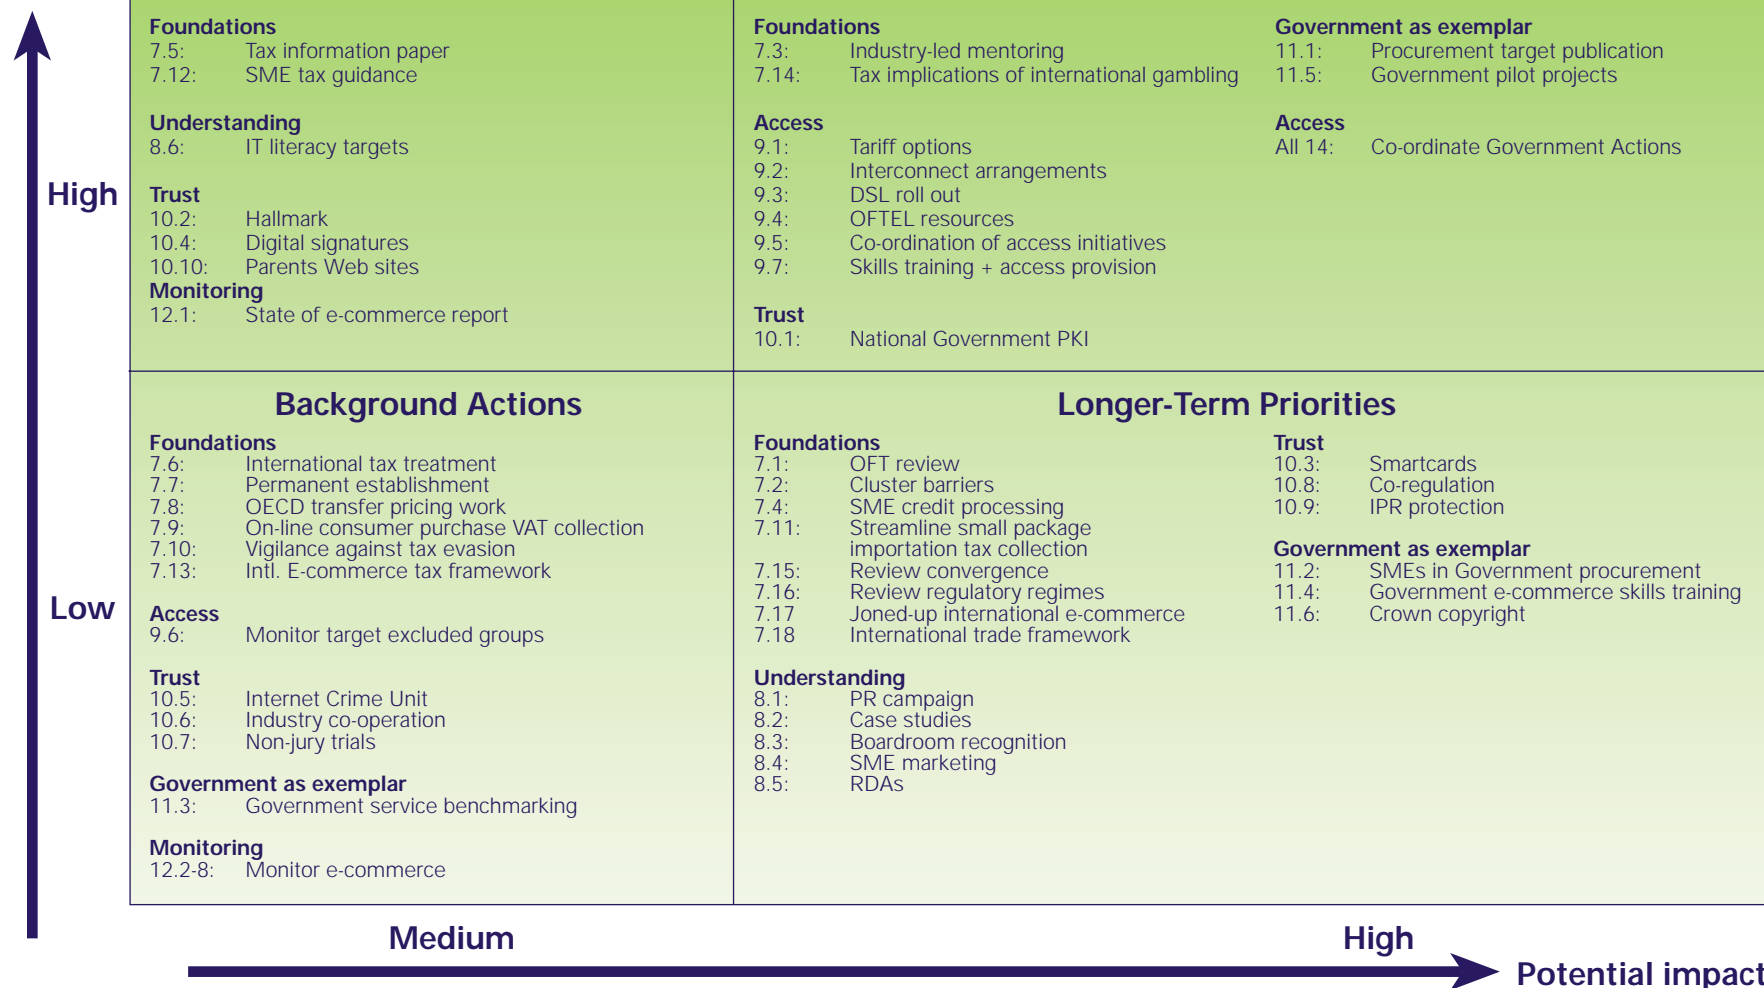 High
Foundations
7.5: Tax information paper
7.12: SME tax guidance
Understanding
8.6: IT literacy targets
Trust
10.2: Hallmark
10.4: Digital signatures
10.10: Parents Web sites
Monitoring
12.1: State of e-commerce report
Foundations
7.3: Industry-led mentoring
7.14: Tax implications of international gambling
Access
9.1: Tariff options
9.2: Interconnect arrangements
9.3: DSL roll out
9.4: OFTEL resources
9.5: Co-ordination of access initiatives
9.7: Skills training + access provision
Trust
10.1: National Government PKI
Government as exemplar
11.1: Procurement target publication
11.5: Government pilot projects
Access
All 14: Co-ordinate Government Actions
Low
Background Actions
Foundations
7.6: International tax treatment
7.7: Permanent establishment
7.8: OECD transfer pricing work
7.9: On-line consumer purchase VAT collection
7.10: Vigilance against tax evasion
7.13: Intl. E-commerce tax framework
Access
9.6: Monitor target excluded groups
Trust
10.5: Internet Crime Unit
10.6: Industry co-operation
10.7: Non-jury trials
Government as exemplar
11.3: Government service benchmarking
Monitoring
12.2-8: Monitor e-commerce
Longer-Term Priorities
Foundations
7.1: OFT review
7.2: Cluster barriers
7.4: SME credit processing
7.11: Streamline small package
importation tax collection
7.15: Review convergence
7.16: Review regulatory regimes
7.17 Joned-up international e-commerce
7.18 International trade framework
Understanding
8.1: PR campaign
8.2: Case studies
8.3: Boardroom recognition
8.4: SME marketing
8.5: RDAs
Trust
10.3: Smartcards
10.8: Co-regulation
10.9: IPR protection
Government as exemplar
11.2: SMEs in Government procurement
11.4: Government e-commerce skills training
11.6: Crown copyright
Medium
High
Potential impact